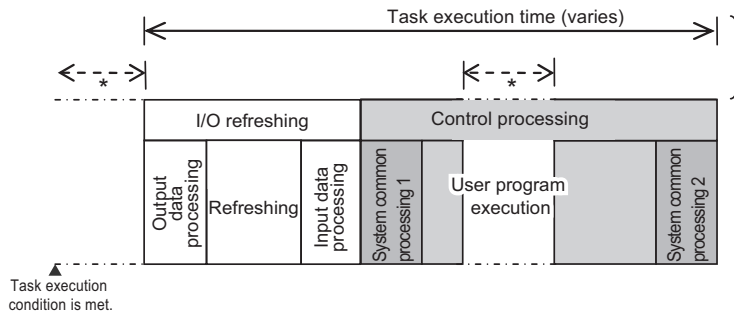 Task execution time (varies)
*
*
I/O refreshing
Control processing
Output
data
processing
Refreshing
Input data
processing
System common
processing 1
User program
execution
System common
processing 2
Task execution
condition is met.